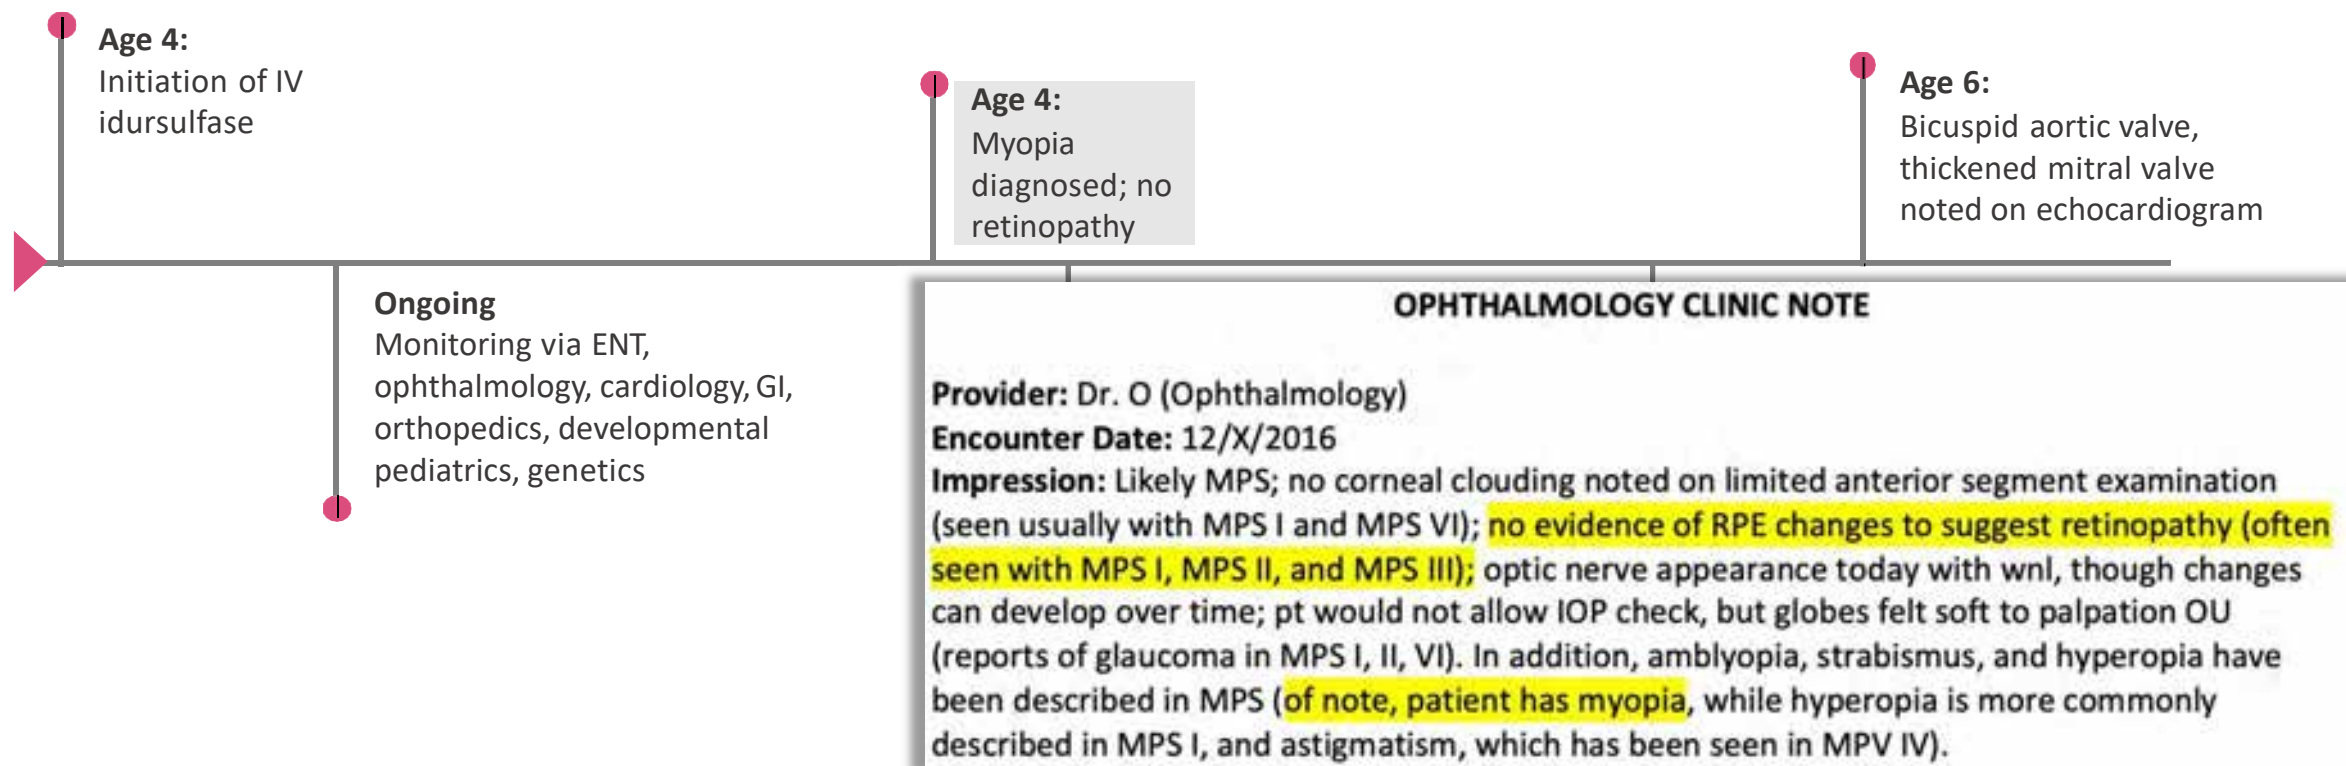 Age 4:
Initiation of IV
idursulfase
Age 4:
Myopia
diagnosed; no
retinopathy
Age 6:
Bicuspid aortic valve,
thickened mitral valve
noted on echocardiogram
Ongoing
Monitoring via ENT,
ophthalmology, cardiology, GI,
orthopedics, developmental
pediatrics, genetics
OPHTHALMOLOGY CLINIC NOTE
Provider: Dr. O (Ophthalmology)
Encounter Date: 12/X/2016
Impression: Likely MPS; no corneal clouding noted on limited anterior segment examination
(seen usually with MPS I and MPS VI); no evidence of RPE changes to suggest retinopathy (often
seen with MPS I, MPS II, and MPS III); optic nerve appearance today with wnl, though changes
can develop over time; pt would not allow IOP check, but globes felt soft to palpation OU
(reports of glaucoma in MPS I, II, VI). In addition, amblyopia, strabismus, and hyperopia have
been described in MPS (of note, patient has myopia, while hyperopia is more commonly
described in MPS I, and astigmatism, which has been seen in MPV IV).